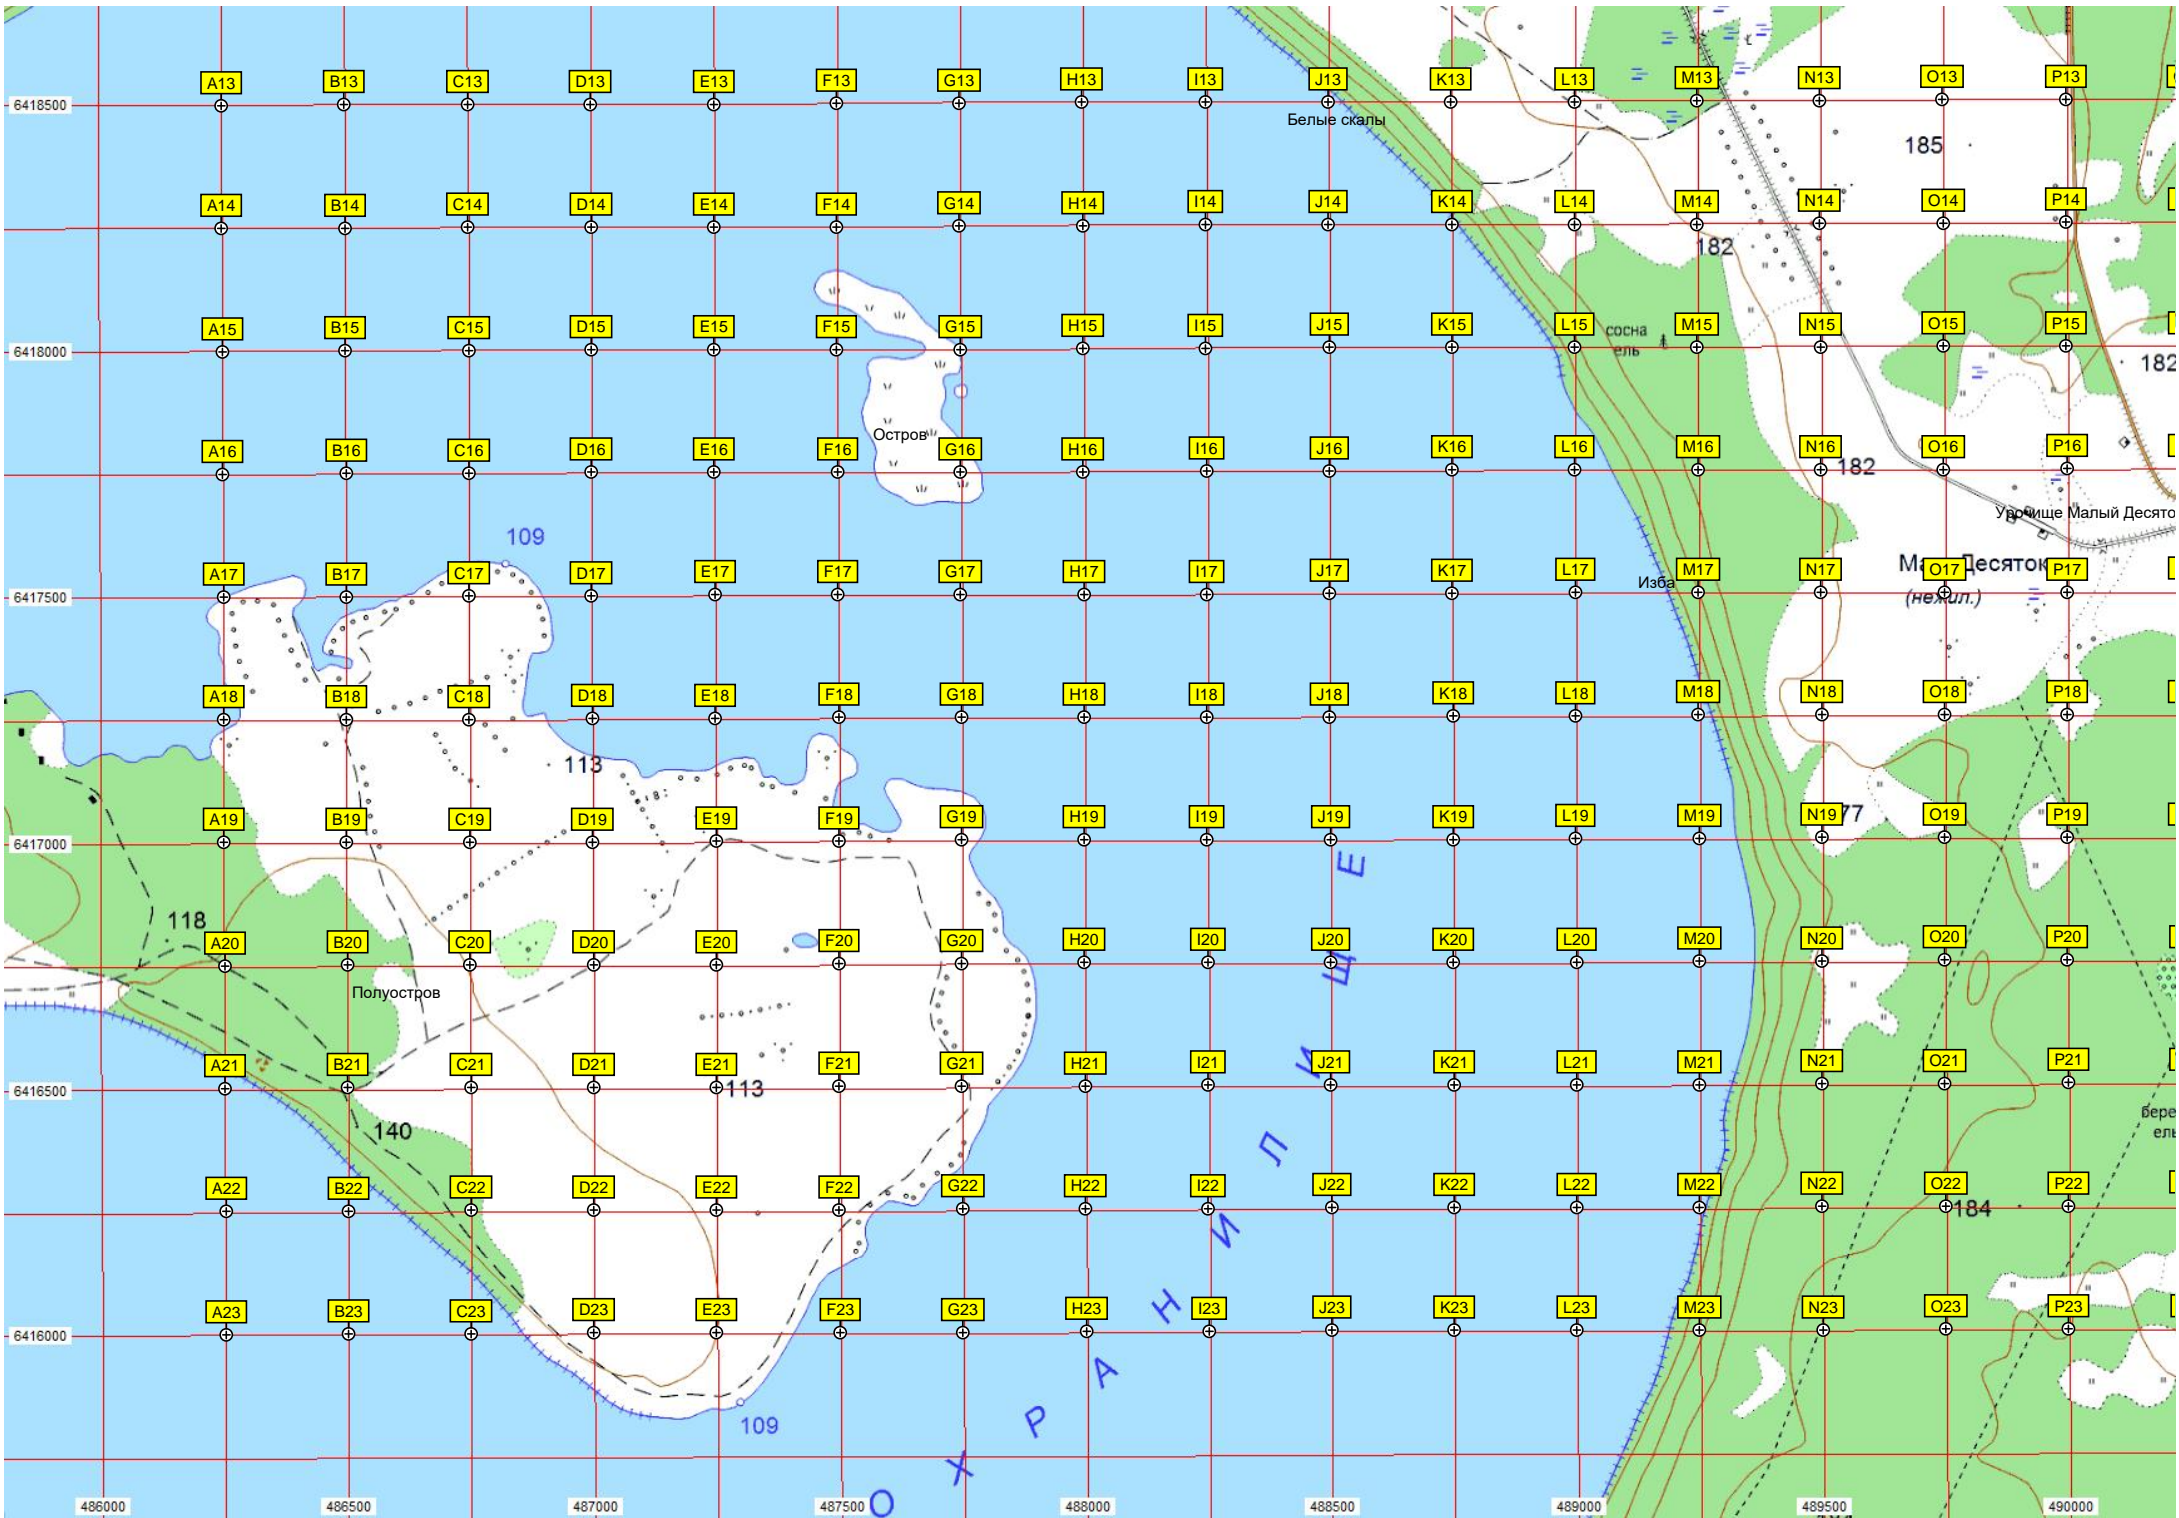 A13 B13 C13 D13 E13 F13 G13 H13 I13 J13 K13 L13 M13 N13 O13 P13
6418500
Белые скалы
185
A14 B14 C14 D14 E14 F14 G14 H14 I14 J14 K14 L14 M14 N14 O14 P14
182
A15 B15 C15 D15 E15 F15 G15 H15 I15 J15 K15 L15 M15 N15 O15 P15
6418000
сосна
ель
182
Остров
A16 B16 C16 D16 E16 F16 G16 H16 I16 J16 K16 L16 M16 N16 O16 P16
182
Урочище Малый Десято
109
A17 B17 C17 D17 E17 F17 G17 H17 I17 J17 K17 L17 M17 N17 O17 P17
Десяток
Изба
6417500
(нежил.)
A18 B18 C18 D18 E18 F18 G18 H18 I18 J18 K18 L18 M18 N18 O18 P18
113
A19 B19 C19 D19 E19 F19 G19 H19 I19 J19 K19 L19 M19 N19 O19 P19
77
6417000
118
A20 B20 C20 D20 E20 F20 G20 H20 I20 J20 K20 L20 M20 N20 O20 P20
Полуостров
A21 B21 C21 D21 E21 F21 G21 H21 I21 J21 K21 L21 M21 N21 O21 P21
6416500
113
бере
ель
140
A22 B22 C22 D22 E22 F22 G22 H22 I22 J22 K22 L22 M22 N22 O22 P22
184
A23 B23 C23 D23 E23 F23 G23 H23 I23 J23 K23 L23 M23 N23 O23 P23
6416000
109
О Х Р А Н И Л И Щ Е
486000 486500 487000 487500 488000 488500 489000 489500 490000